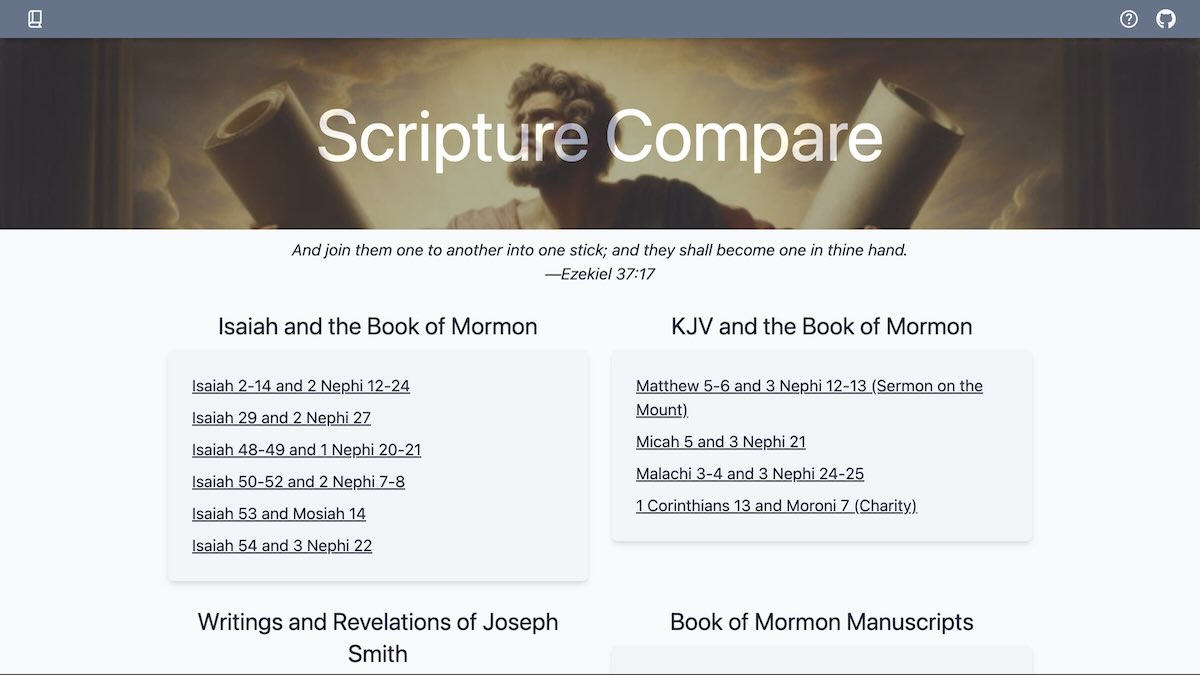 Scripture Compare
And join them one to another into one stick; and they shall become one in thine hand.
—Ezekiel 37:17
Isaiah and the Book of Mormon
Isaiah 2-14 and 2 Nephi 12-24
Isaiah 29 and 2 Nephi 27
Isaiah 48-49 and 1 Nephi 20-21
Isaiah 50-52 and 2 Nephi 7-8
Isaiah 53 and Mosiah 14
Isaiah 54 and 3 Nephi 22
KJV and the Book of Mormon
Matthew 5-6 and 3 Nephi 12-13 (Sermon on the
Mount)
Micah 5 and 3 Nephi 21
Malachi 3-4 and 3 Nephi 24-25
1 Corinthians 13 and Moroni 7 (Charity)
Writings and Revelations of Joseph
Smith
Book of Mormon Manuscripts